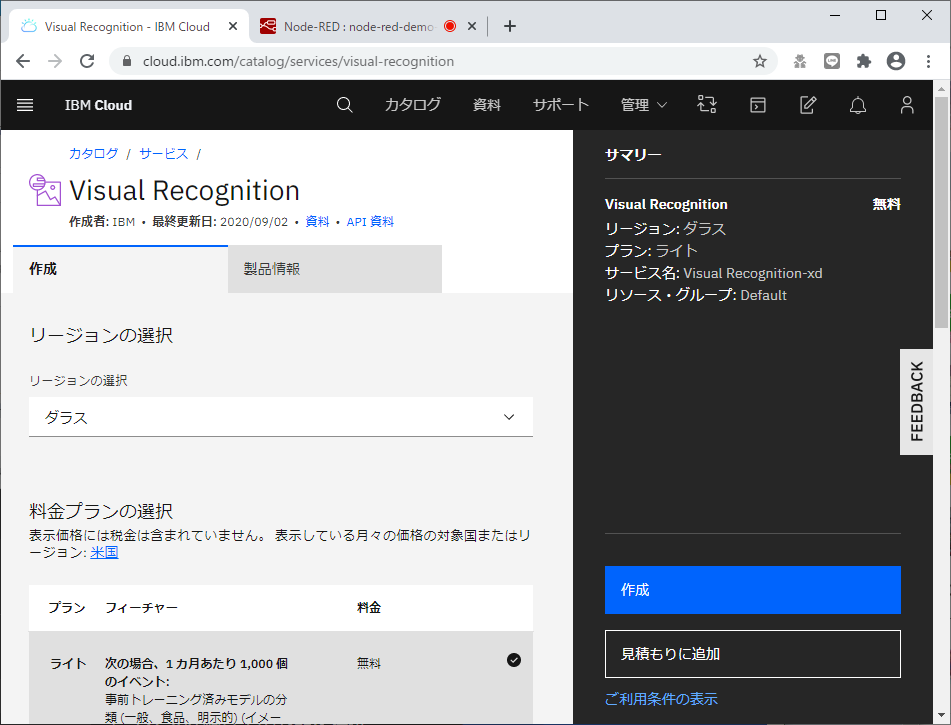 Visual Recognition - IBM Cloud
Node-RED : node-red-demo
cloud.ibm.com/catalog/services/visual-recognition
IBM Cloud
カタログ
資料
サポート
管理
カタログ / サービス /
Visual Recognition
作成者: IBM • 最終更新日: 2020/09/02 • 資料 • API 資料
作成
製品情報
リージョンの選択
リージョンの選択
ダラス
料金プランの選択
表示価格には税金は含まれていません。 表示している月々の価格の対象国またはリ
ージョン: 米国
プラン フィーチャー 料金
ライト 次の場合、1 カ月あたり 1,000 個 無料
のイベント:
事前トレーニング済みモデルの分
類 (一般、食品、明示的) (イメー
サマリー
Visual Recognition 無料
リージョン: ダラス
プラン: ライト
サービス名: Visual Recognition-xd
リソース・グループ: Default
FEEDBACK
作成
見積もりに追加
ご利用条件の表示